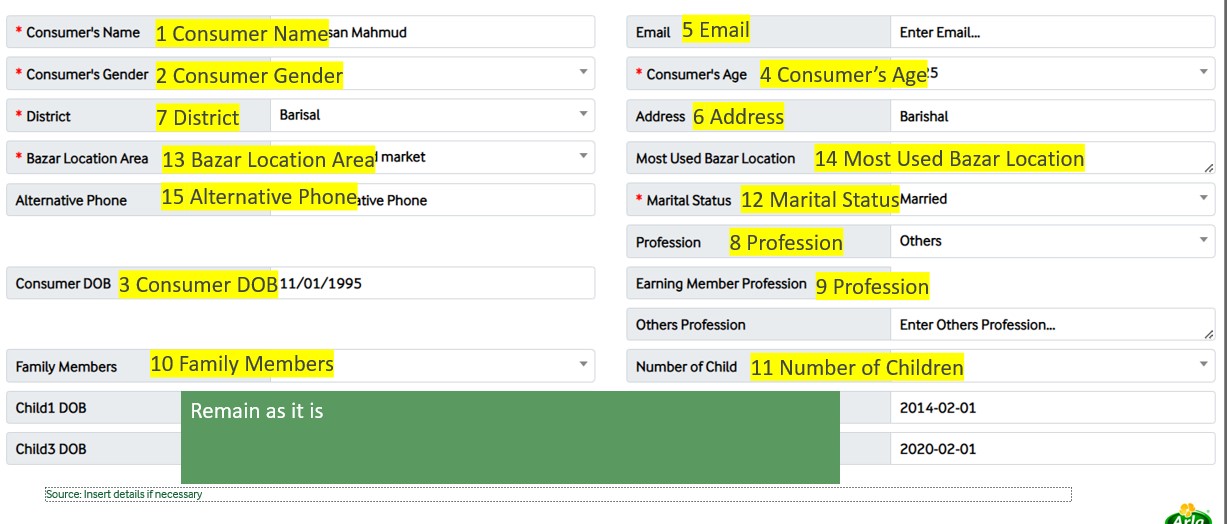 * Consumer's Name 1 Consumer Name san Mahmud Email 5 Email Enter Email...
* Consumer's Gender 2 Consumer Gender * Consumer's Age 4 Consumer's Age 5
* District 7 District Barisal Address 6 Address Barishal
* Bazar Location Area 13 Bazar Location Area market Most Used Bazar Location 14 Most Used Bazar Location
Alternative Phone 15 Alternative Phone ative Phone * Marital Status 12 Marital Status Married
Profession 8 Profession Others
Consumer DOB 3 Consumer DOB 11/01/1995 Earning Member Profession 9 Profession
Others Profession Enter Others Profession...
Family Members 10 Family Members Number of Child 11 Number of Children
Child1 DOB Remain as it is 2014-02-01
Child3 DOB 2020-02-01
Source: Insert details if necessary
Arla